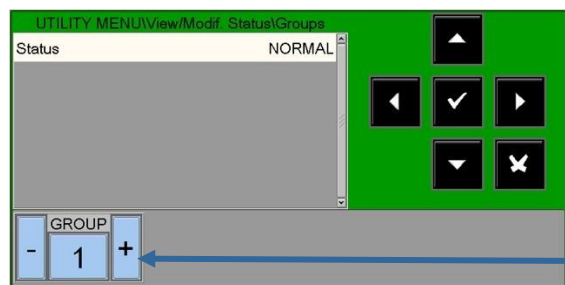 UTILITY MENU\View/Modif. Status\Groups
Status NORMAL
GROUP
- 1 +